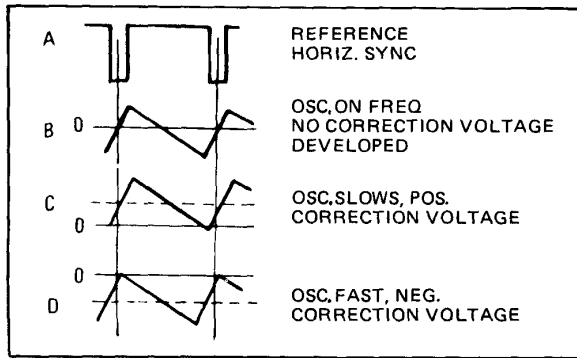 A
REFERENCE
HORIZ. SYNC
B
0
OSC, ON FREQ
NO CORRECTION VOLTAGE
DEVELOPED
C
0
OSC, SLOWS, POS.
CORRECTION VOLTAGE
0
D
OSC, FAST, NEG.
CORRECTION VOLTAGE